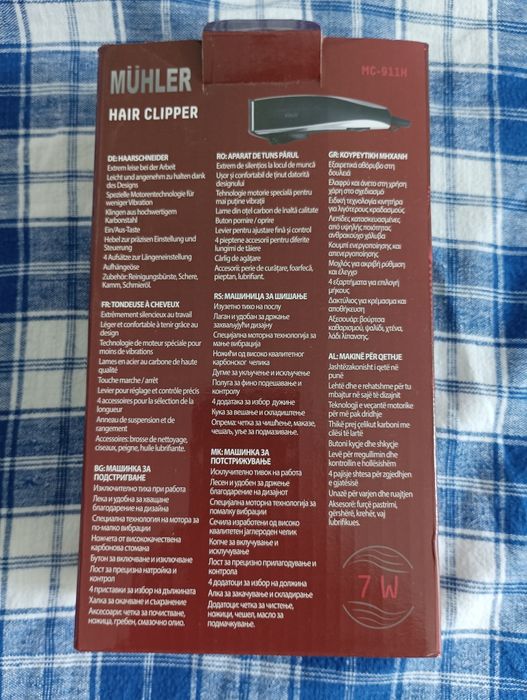 MÜHLER
MC-911H
HAIR CLIPPER
DE: HAARSCHNEIDER
Extrem leise bei der Arbeit
Leicht und angenehm zu halten dank
des Designs
Spezielle Motorentechnologie für
weniger Vibration
Klingen aus hochwertigem
Karbonstahl
Ein/Aus-Taste
Hebel zur präzisen Einstellung und
Steuerung
4 Aufsätze zur Längeneinstellung
Aufhängöse
Zubehör: Reinigungsbürste, Schere,
Kamm, Schmieröl.
FR: TONDEUSE À CHEVEUX
Extrêmement silencieux au travail
Léger et confortable à tenir grâce au
design
Technologie de moteur spéciale pour
moins de vibrations
Lames en acier au carbone de haute
qualité
Touche marche / arrêt
Levier pour réglage et contrôle précis
4 accessoires pour la sélection de la
longueur
Anneau de suspension et de
rangement
Accessoires: brosse de nettoyage,
ciseaux, peigne, huile lubrifiante.
BG: МАШИНКА ЗА
ПОДСТРИГВАНЕ
Изключително тиха при работа
Лека и удобна за хващане
благодарение на дизайна
Специална технология на мотора за
по-малко вибрации
Ножчета от висококачествена
карбонова стомана
Бутон за включване и изключване
Лост за прецизна настройка и
контрол
4 приставки за избор на дължината
Халка за окачване и съхранение
Аксесоари: четка за почистване,
ножица, гребен, смазочно олио.
RO: APARAT DE TUNS PĂRUL
Extrem de silențios la locul de muncă
Ușor și confortabil de ținut datorită
designului
Tehnologie motorie specială pentru
mai puține vibrații
Lame din oțel carbon de înaltă calitate
Buton pornire / oprire
Levier pentru ajustare fină și control
4 pieptene accesorii pentru diferite
lungimi de tăiere
Cârlig de agățare
Accesorii: perie de curățare, foarfecă,
pieptan, lubrifiant.
RS: МАШИНИЦА ЗА ШИШАЊЕ
Изузетно тихо на послу
Лаган и удобан за држање
захваљујући дизајну
Специјална моторна технологија за
мање вибрација
Ножићи од високо квалитетног
карбонског челика
Дугме за укључење и искључење
Полуга за фино подешавање и
контролу
4 додатака за избор дужине
Кука за вешање и складиштење
Опрема: четка за чишћење, маказе,
чешаљ, уље за подмазивање.
MK: МАШИНКА ЗА
ПОТСТРИЖУВАЊЕ
Исклучително тивок на работа
Лесен и удобен за држење
благодарение на дизајнот
Специјална моторна технологија за
помалку вибрации
Сечила изработени од високо
квалитетен јаглероден челик
Копче за вклучување и
исклучување
Лост за прецизно прилагодување и
контрола
4 додатоци за избор на должина
Алка за закачување и складирање
Додатоци: четка за чистење,
ножици, чешел, масло за
подмачкување.
GR: ΚΟΥΡΕΥΤΙΚΗ ΜΗΧΑΝΗ
Εξαιρετικά αθόρυβο στη
δουλειά
Ελαφρύ και άνετο στη χρήση
χάρη στο σχεδιασμό
Ειδική τεχνολογία κινητήρα
για λιγότερους κραδασμούς
Λεπίδες κατασκευασμένες
από υψηλής ποιότητας
ανθρακούχο χάλυβα
Κουμπί ενεργοποίησης και
απενεργοποίησης
Μοχλός για ακριβή ρύθμιση
και έλεγχο
4 εξαρτήματα για επιλογή
μήκους
Δακτύλιος για κρέμασμα και
αποθήκευση
Αξεσουάρ: βούρτσα
καθαρισμού, ψαλίδι, χτένα,
λάδι λίπανσης.
AL: MAKINË PËR QETHJE
Jashtëzakonisht i qetë në
punë
Lehtë dhe e rehatshme për tu
mbajtur në sajë të dizajnit
Teknologji e veçantë motorike
për më pak dridhje
Thikë prej çelikut karboni me
cilësi të lartë
Butoni kyçje dhe shkyçje
Levë për rregullimin dhe
kontrollin e hollësishëm
4 pajisje shtesa për zgjedhjen
e gjatësisë
Unazë për varjen dhe ruajtjen
Aksesorë: furçë pastrimi,
gërshërë, krehër, vaj
lubrifikues.
7 W